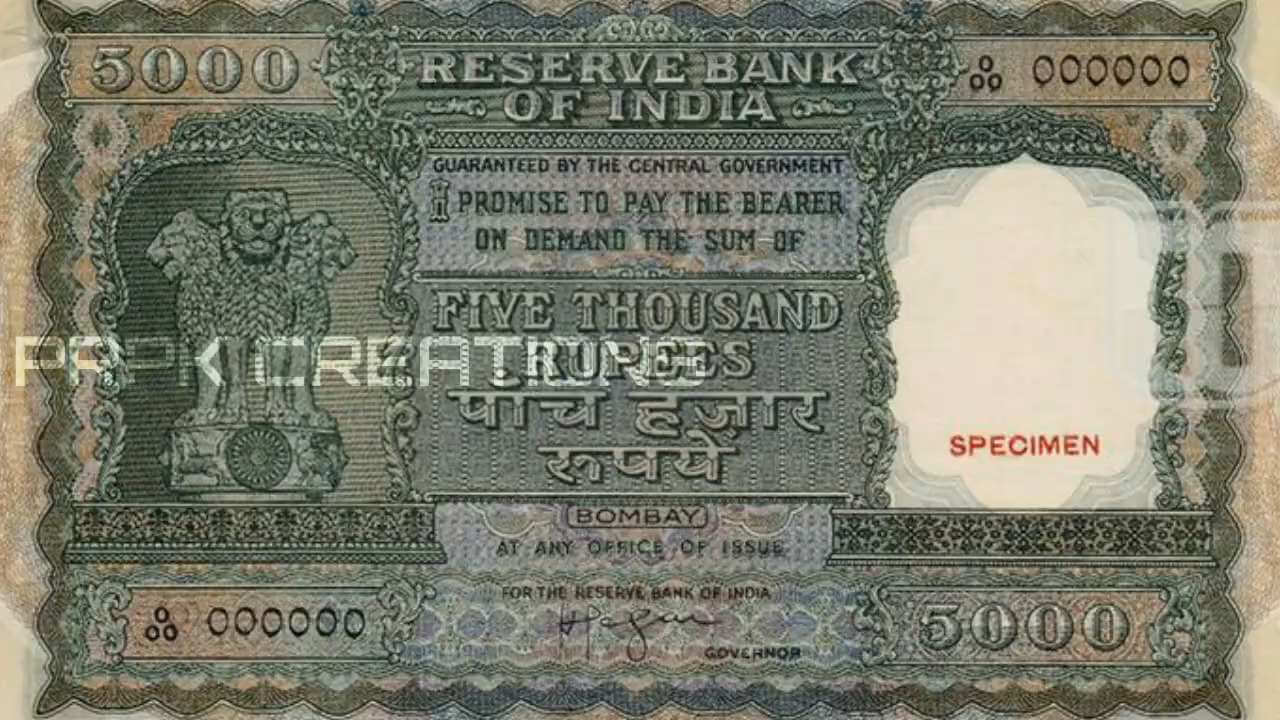 5000
RESERVE BANK
OF INDIA
000000
GUARANTEED BY THE CENTRAL GOVERNMENT
I PROMISE TO PAY THE BEARER
ON DEMAND THE SUM OF
FIVE THOUSAND
RUPEES
PRPK CREATIONS
पांच हज़ार
रूपये
SPECIMEN
BOMBAY
AT ANY OFFICE OF ISSUE
FOR THE RESERVE BANK OF INDIA
000000
GOVERNOR
5000